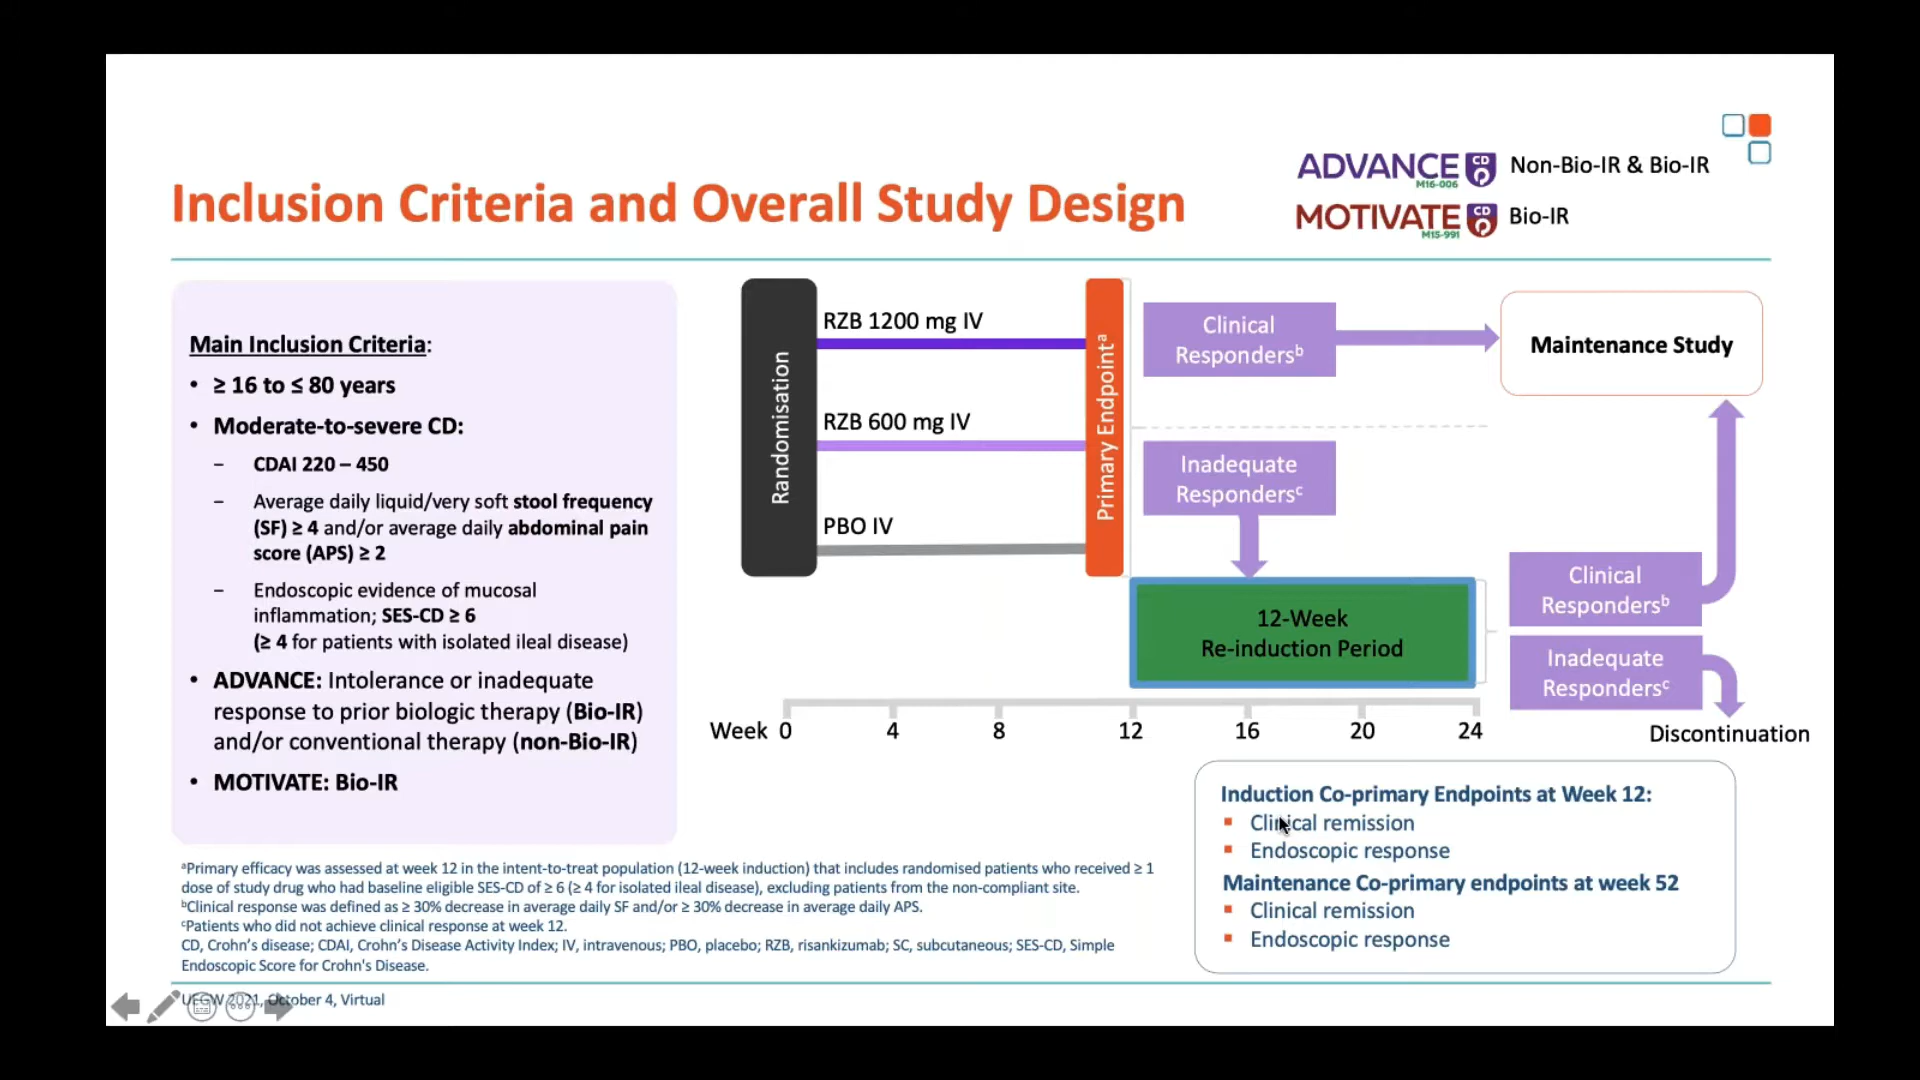 ADVANCE CD Non-Bio-IR & Bio-IR
M16-006
Inclusion Criteria and Overall Study Design
MOTIVATE CD Bio-IR
M15-991
Main Inclusion Criteria:
• ≥ 16 to ≤ 80 years
• Moderate-to-severe CD:
– CDAI 220 – 450
– Average daily liquid/very soft stool frequency
(SF) ≥ 4 and/or average daily abdominal pain
score (APS) ≥ 2
– Endoscopic evidence of mucosal
inflammation; SES-CD ≥ 6
(≥ 4 for patients with isolated ileal disease)
• ADVANCE: Intolerance or inadequate
response to prior biologic therapy (Bio-IR)
and/or conventional therapy (non-Bio-IR)
• MOTIVATE: Bio-IR
Randomisation
RZB 1200 mg IV
RZB 600 mg IV
PBO IV
Primary Endpointᵃ
Clinical
Respondersᵇ
Maintenance Study
Inadequate
Respondersᶜ
12-Week
Re-induction Period
Clinical
Respondersᵇ
Inadequate
Respondersᶜ
Discontinuation
Week 0 4 8 12 16 20 24
Induction Co-primary Endpoints at Week 12:
▪ Clinical remission
▪ Endoscopic response
Maintenance Co-primary endpoints at week 52
▪ Clinical remission
▪ Endoscopic response
ᵃPrimary efficacy was assessed at week 12 in the intent-to-treat population (12-week induction) that includes randomised patients who received ≥ 1
dose of study drug who had baseline eligible SES-CD of ≥ 6 (≥ 4 for isolated ileal disease), excluding patients from the non-compliant site.
ᵇClinical response was defined as ≥ 30% decrease in average daily SF and/or ≥ 30% decrease in average daily APS.
ᶜPatients who did not achieve clinical response at week 12.
CD, Crohn’s disease; CDAI, Crohn’s Disease Activity Index; IV, intravenous; PBO, placebo; RZB, risankizumab; SC, subcutaneous; SES-CD, Simple
Endoscopic Score for Crohn's Disease.
UEGW 2021, October 4, Virtual